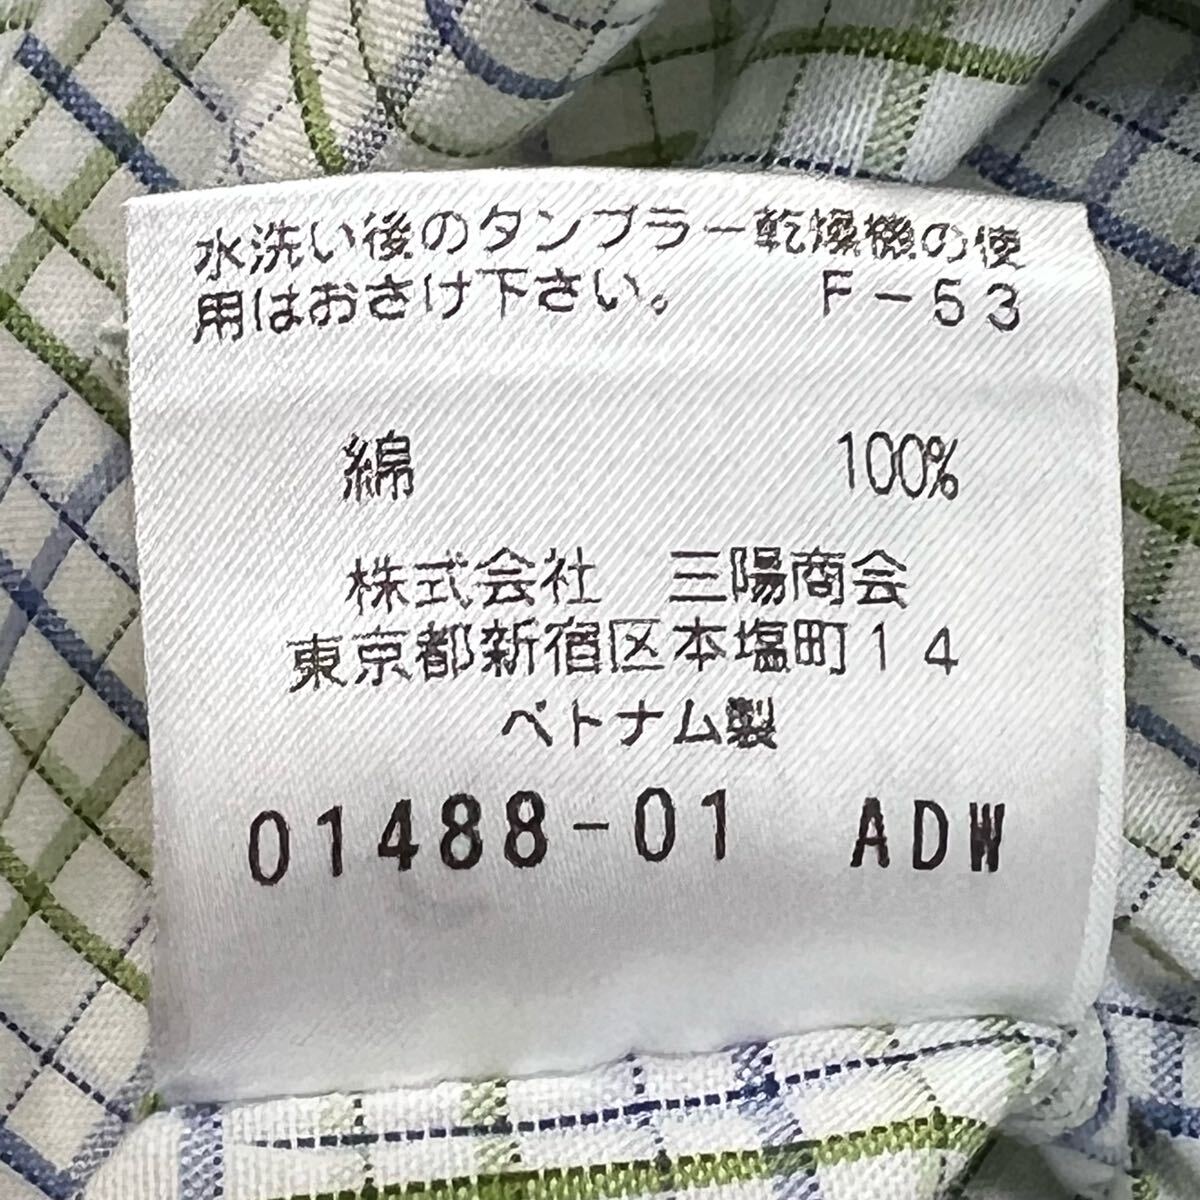 水洗い後のタンブラー乾燥機の使
用はおさけ下さい。　F－53
綿　100%
株式会社　三陽商会
東京都新宿区本塩町14
ベトナム製
01488-01 ADW